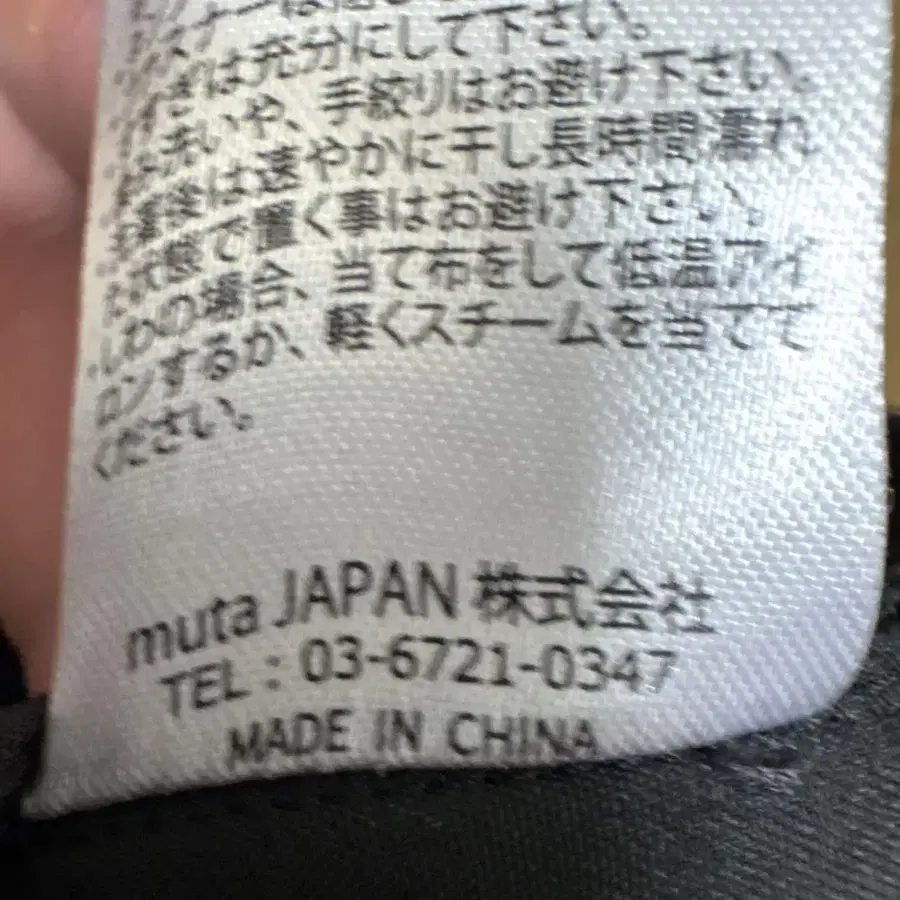 すぎは充分にして下さい。
洗いや、手絞りはお避け下さい。
後は速やかに干し長時間濡れ
た状態で置く事はお避け下さい。
・しわの場合、当て布をして低温アイ
ロンするか、軽くスチームを当てて
ください。
muta JAPAN 株式会社
TEL : 03-6721-0347
MADE IN CHINA